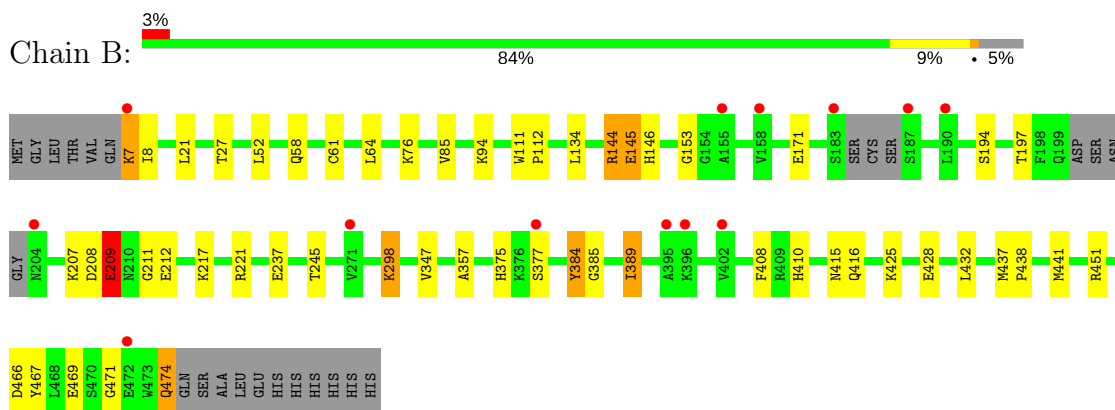 3%
Chain B:
84% 9% • 5%
MET GLY LEU THR VAL GLN K7 I8 L21 T27 L52 Q58 C61 L64 K76 V85 K94 W111 P112 L134 R144 E145 H146 G153 G154 A155 V158 E171 S183 SER CYS SER S187 L190 S194 T197 F198 Q199 ASP SER ASN
GLY N204 K207 D208 E209 N210 G211 E212 K217 R221 E237 T245 V271 K298 V347 A357 H375 K376 S377 Y384 G385 I389 A395 K396 V402 F408 R409 H410 N415 Q416 K425 E428 L432 M437 P438 M441 R451
D466 Y467 L468 E469 S470 G471 E472 W473 Q474 GLN SER ALA LEU GLU HIS HIS HIS HIS HIS HIS